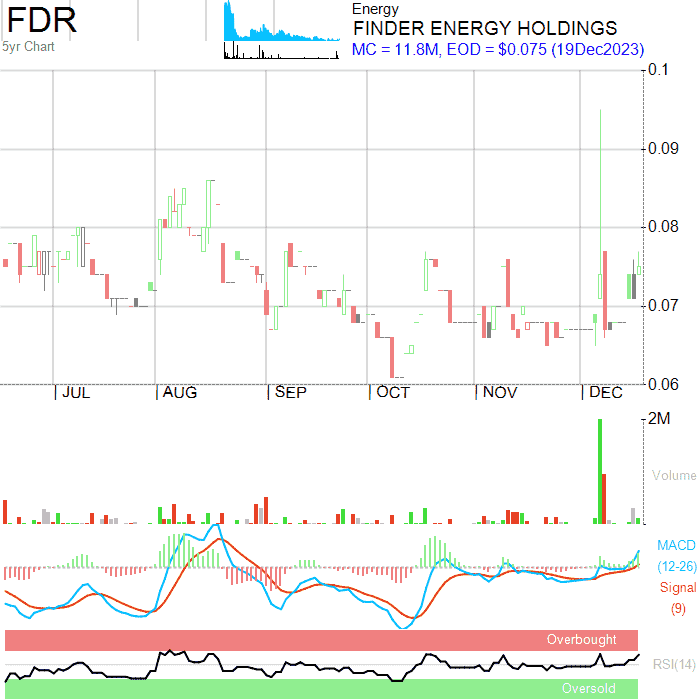 FDR
5yr Chart
Energy
FINDER ENERGY HOLDINGS
MC = 11.8M, EOD = $0.075 (19Dec2023)
0.1
0.09
0.08
0.07
0.06
JUL
AUG
SEP
OCT
NOV
DEC
2M
Volume
MACD
(12-26)
Signal
(9)
Overbought
RSI(14)
Oversold